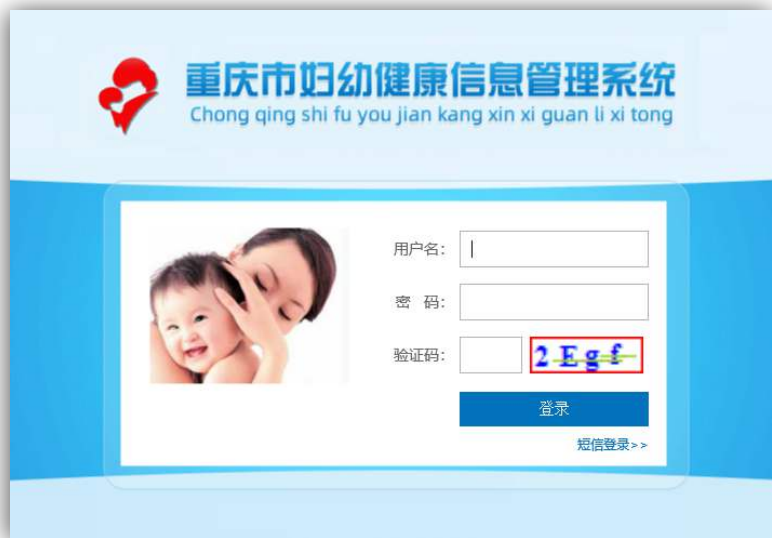 重庆市妇幼健康信息管理系统
Chong qing shi fu you jian kang xin xi guan li xi tong
用户名：
密 码：
验证码：
2 E g f
登录
短信登录>>